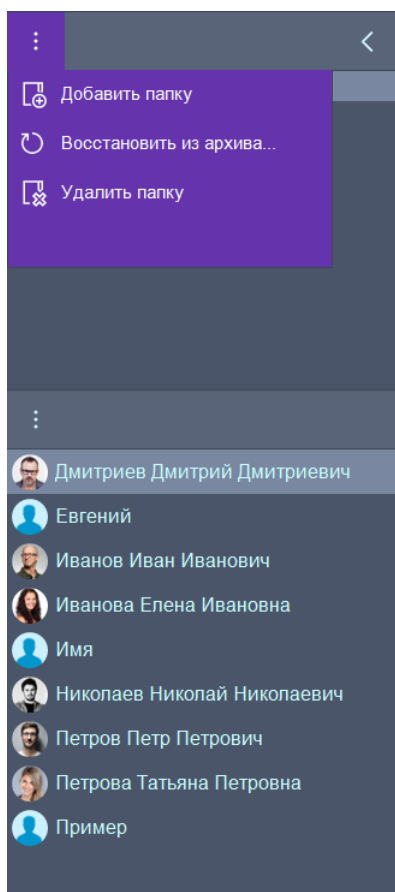 Добавить папку
Восстановить из архива...
Удалить папку
Дмитриев Дмитрий Дмитриевич
Евгений
Иванов Иван Иванович
Иванова Елена Ивановна
Имя
Николаев Николай Николаевич
Петров Петр Петрович
Петрова Татьяна Петровна
Пример